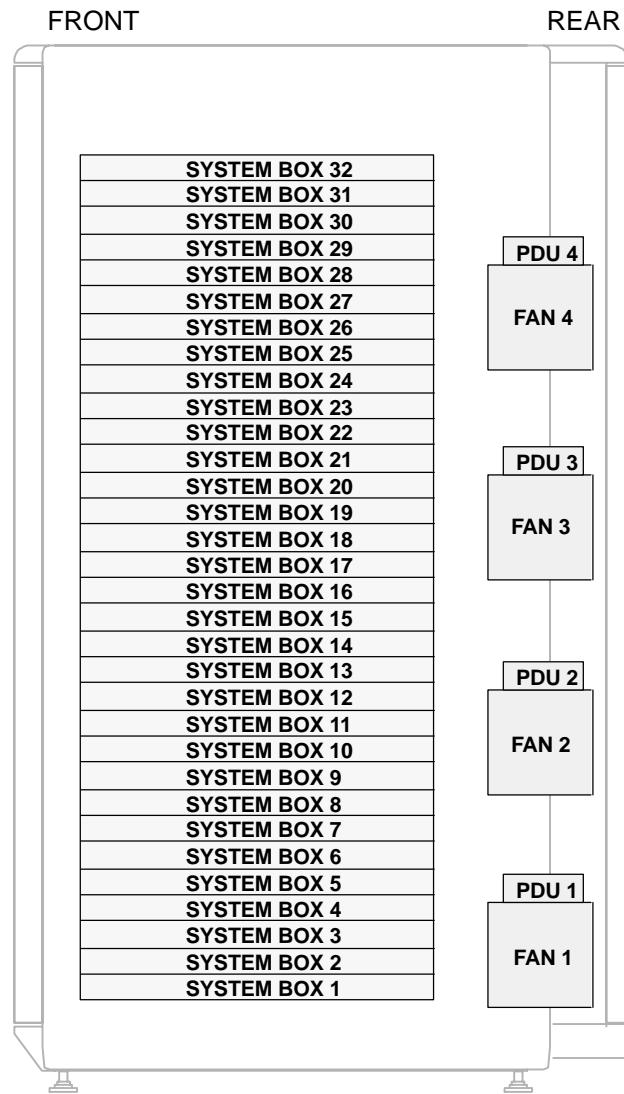 FRONT
REAR
SYSTEM BOX 32
SYSTEM BOX 31
SYSTEM BOX 30
SYSTEM BOX 29
SYSTEM BOX 28
SYSTEM BOX 27
SYSTEM BOX 26
SYSTEM BOX 25
SYSTEM BOX 24
SYSTEM BOX 23
SYSTEM BOX 22
SYSTEM BOX 21
SYSTEM BOX 20
SYSTEM BOX 19
SYSTEM BOX 18
SYSTEM BOX 17
SYSTEM BOX 16
SYSTEM BOX 15
SYSTEM BOX 14
SYSTEM BOX 13
SYSTEM BOX 12
SYSTEM BOX 11
SYSTEM BOX 10
SYSTEM BOX 9
SYSTEM BOX 8
SYSTEM BOX 7
SYSTEM BOX 6
SYSTEM BOX 5
SYSTEM BOX 4
SYSTEM BOX 3
SYSTEM BOX 2
SYSTEM BOX 1
PDU 4
FAN 4
PDU 3
FAN 3
PDU 2
FAN 2
PDU 1
FAN 1